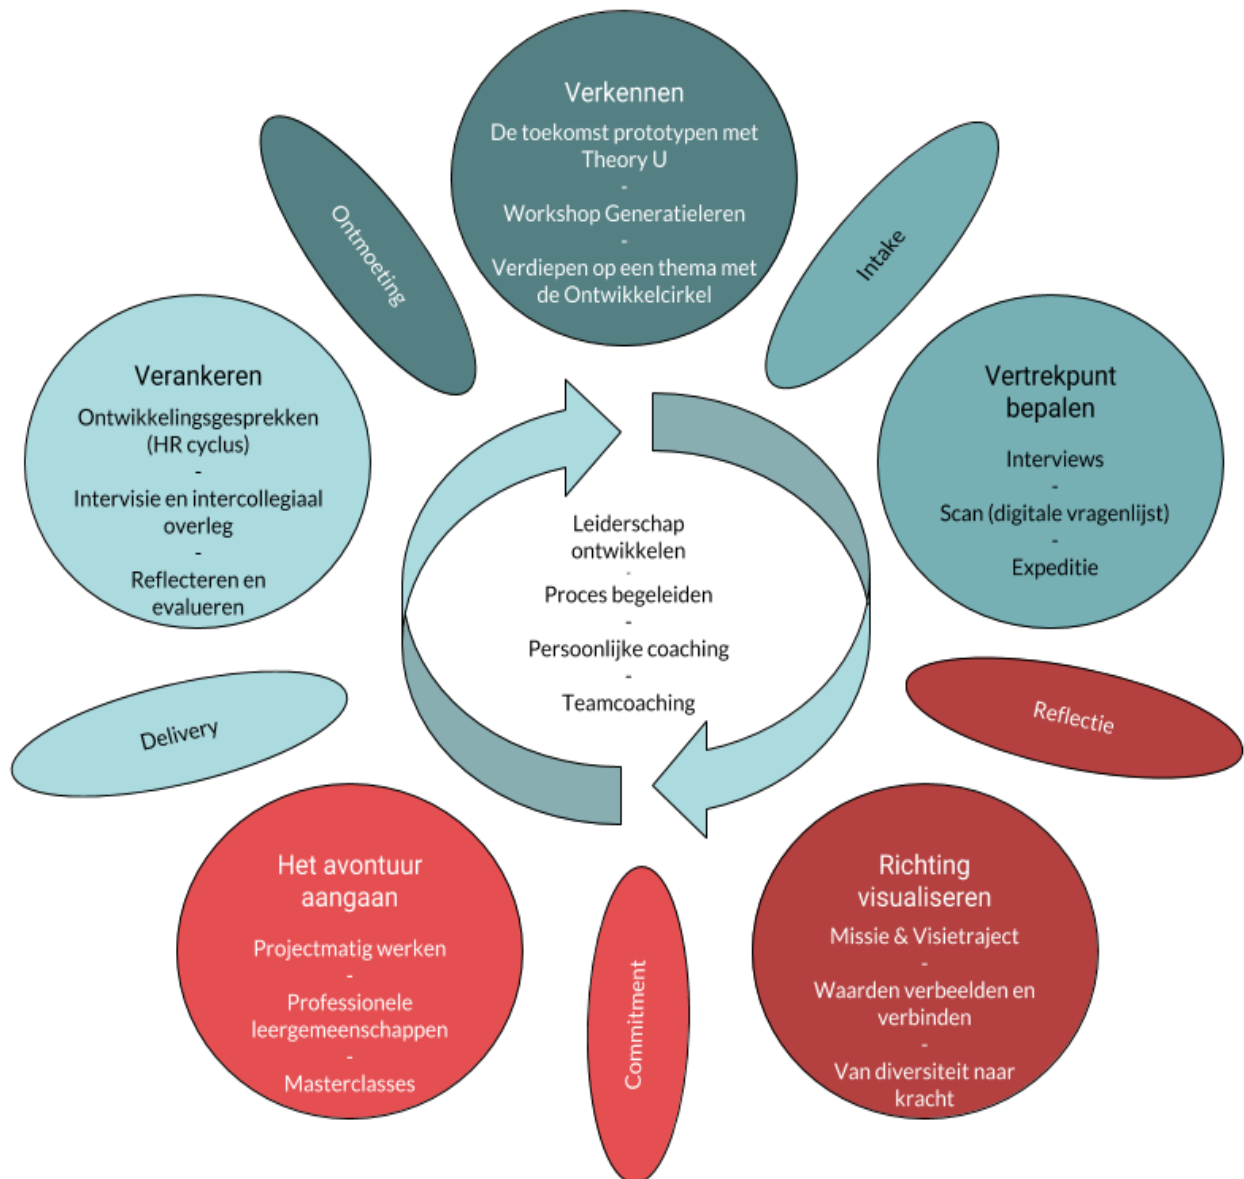 Verkennen
De toekomst prototypen met
Theory U
-
Workshop Generatieleren
-
Verdiepen op een thema met
de Ontwikkelcirkel
Intake
Vertrekpunt
bepalen
Interviews
-
Scan (digitale vragenlijst)
-
Expeditie
Reflectie
Richting
visualiseren
Missie & Visietraject
-
Waarden verbeelden en
verbinden
-
Van diversiteit naar
kracht
Commitment
Het avontuur
aangaan
Projectmatig werken
-
Professionele
leergemeenschappen
-
Masterclasses
Delivery
Verankeren
Ontwikkelingsgesprekken
(HR cyclus)
-
Intervisie en intercollegiaal
overleg
-
Reflecteren en
evalueren
Ontmoeting
Leiderschap
ontwikkelen
-
Proces begeleiden
-
Persoonlijke coaching
-
Teamcoaching